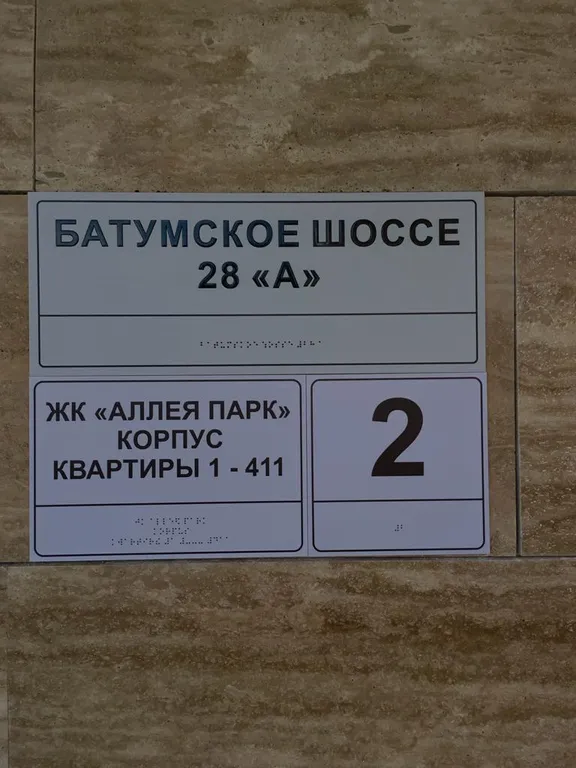 БАТУМСКОЕ ШОССЕ
28 «А»
ЖК «АЛЛЕЯ ПАРК»
КОРПУС
КВАРТИРЫ 1 - 411
2